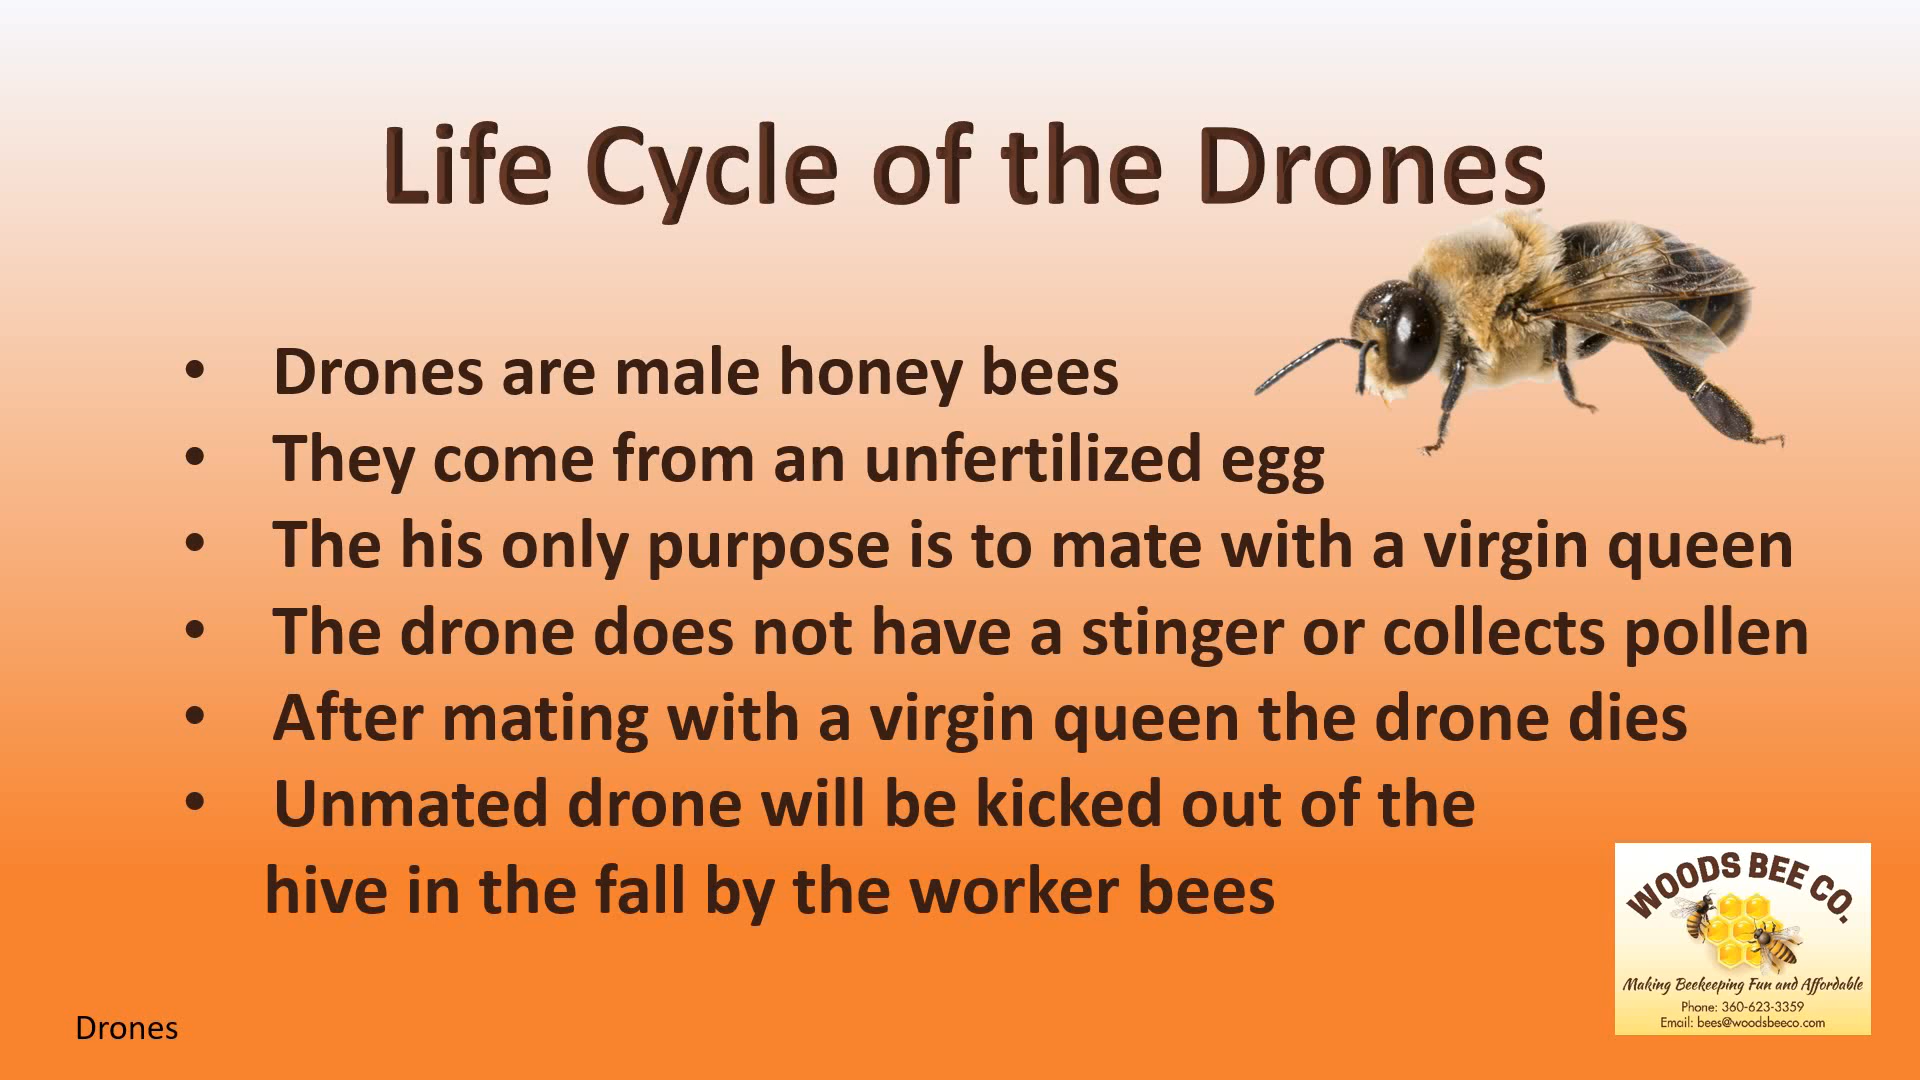 Life Cycle of the Drones
• Drones are male honey bees
• They come from an unfertilized egg
• The his only purpose is to mate with a virgin queen
• The drone does not have a stinger or collects pollen
• After mating with a virgin queen the drone dies
• Unmated drone will be kicked out of the
hive in the fall by the worker bees
WOODS BEE CO.
Making Beekeeping Fun and Affordable
Phone: 360-623-3359
Email: bees@woodsbeeco.com
Drones